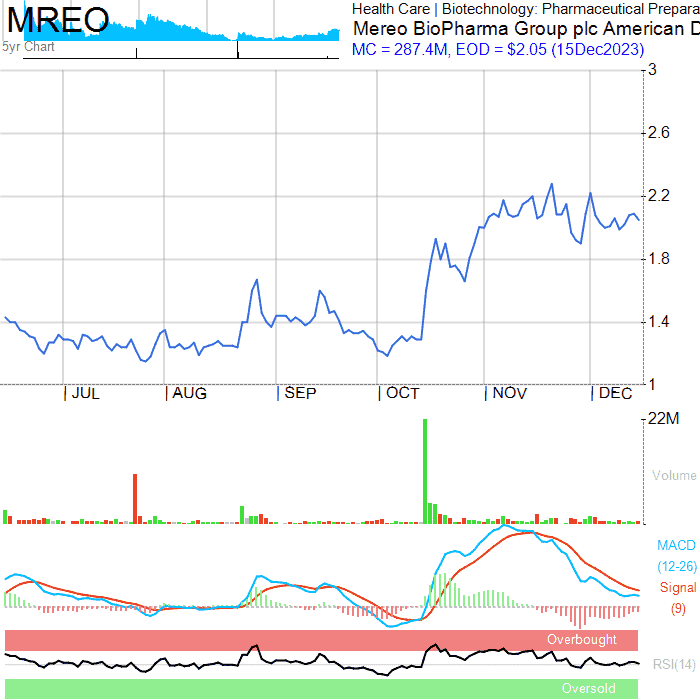 MREO
Health Care | Biotechnology: Pharmaceutical Prepara
Mereo BioPharma Group plc American D
5yr Chart
MC = 287.4M, EOD = $2.05 (15Dec2023)
3
2.6
2.2
1.8
1.4
1
JUL AUG SEP OCT NOV DEC
22M
Volume
MACD
(12-26)
Signal
(9)
Overbought
RSI(14)
Oversold